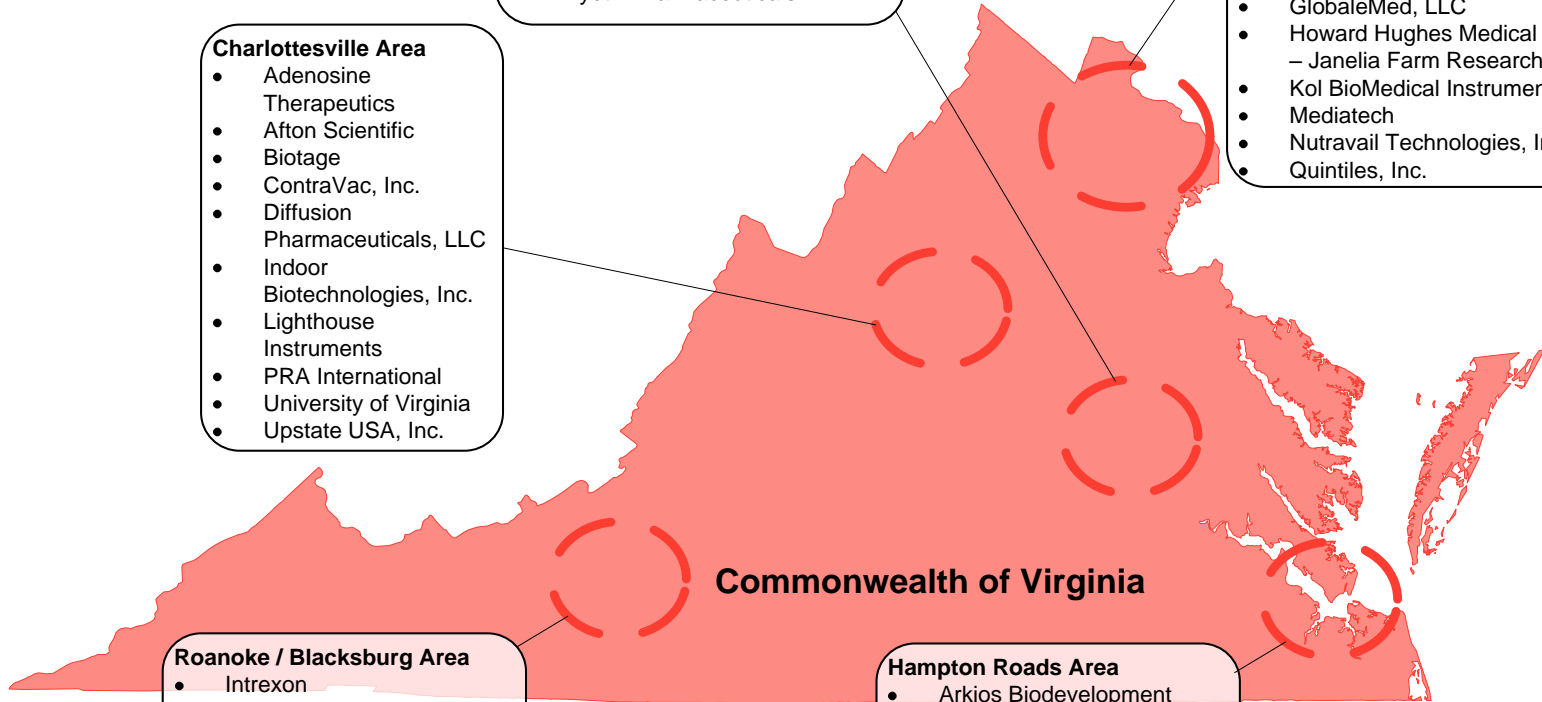 Charlottesville Area
• Adenosine
Therapeutics
• Afton Scientific
• Biotage
• ContraVac, Inc.
• Diffusion
Pharmaceuticals, LLC
• Indoor
Biotechnologies, Inc.
• Lighthouse
Instruments
• PRA International
• University of Virginia
• Upstate USA, Inc.
• GlobaleMed, LLC
• Howard Hughes Medical
– Janelia Farm Research
• Kol BioMedical
• Mediatech
• Nutravail Technologies,
• Quintiles, Inc.
Commonwealth of Virginia
Roanoke / Blacksburg Area
• Intrexon
Hampton Roads Area
• Arkios Biodevelopment